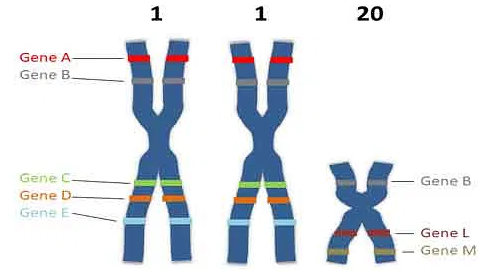 1 1 20
Gene A
Gene B
Gene C
Gene D
Gene E
Gene B
Gene L
Gene M